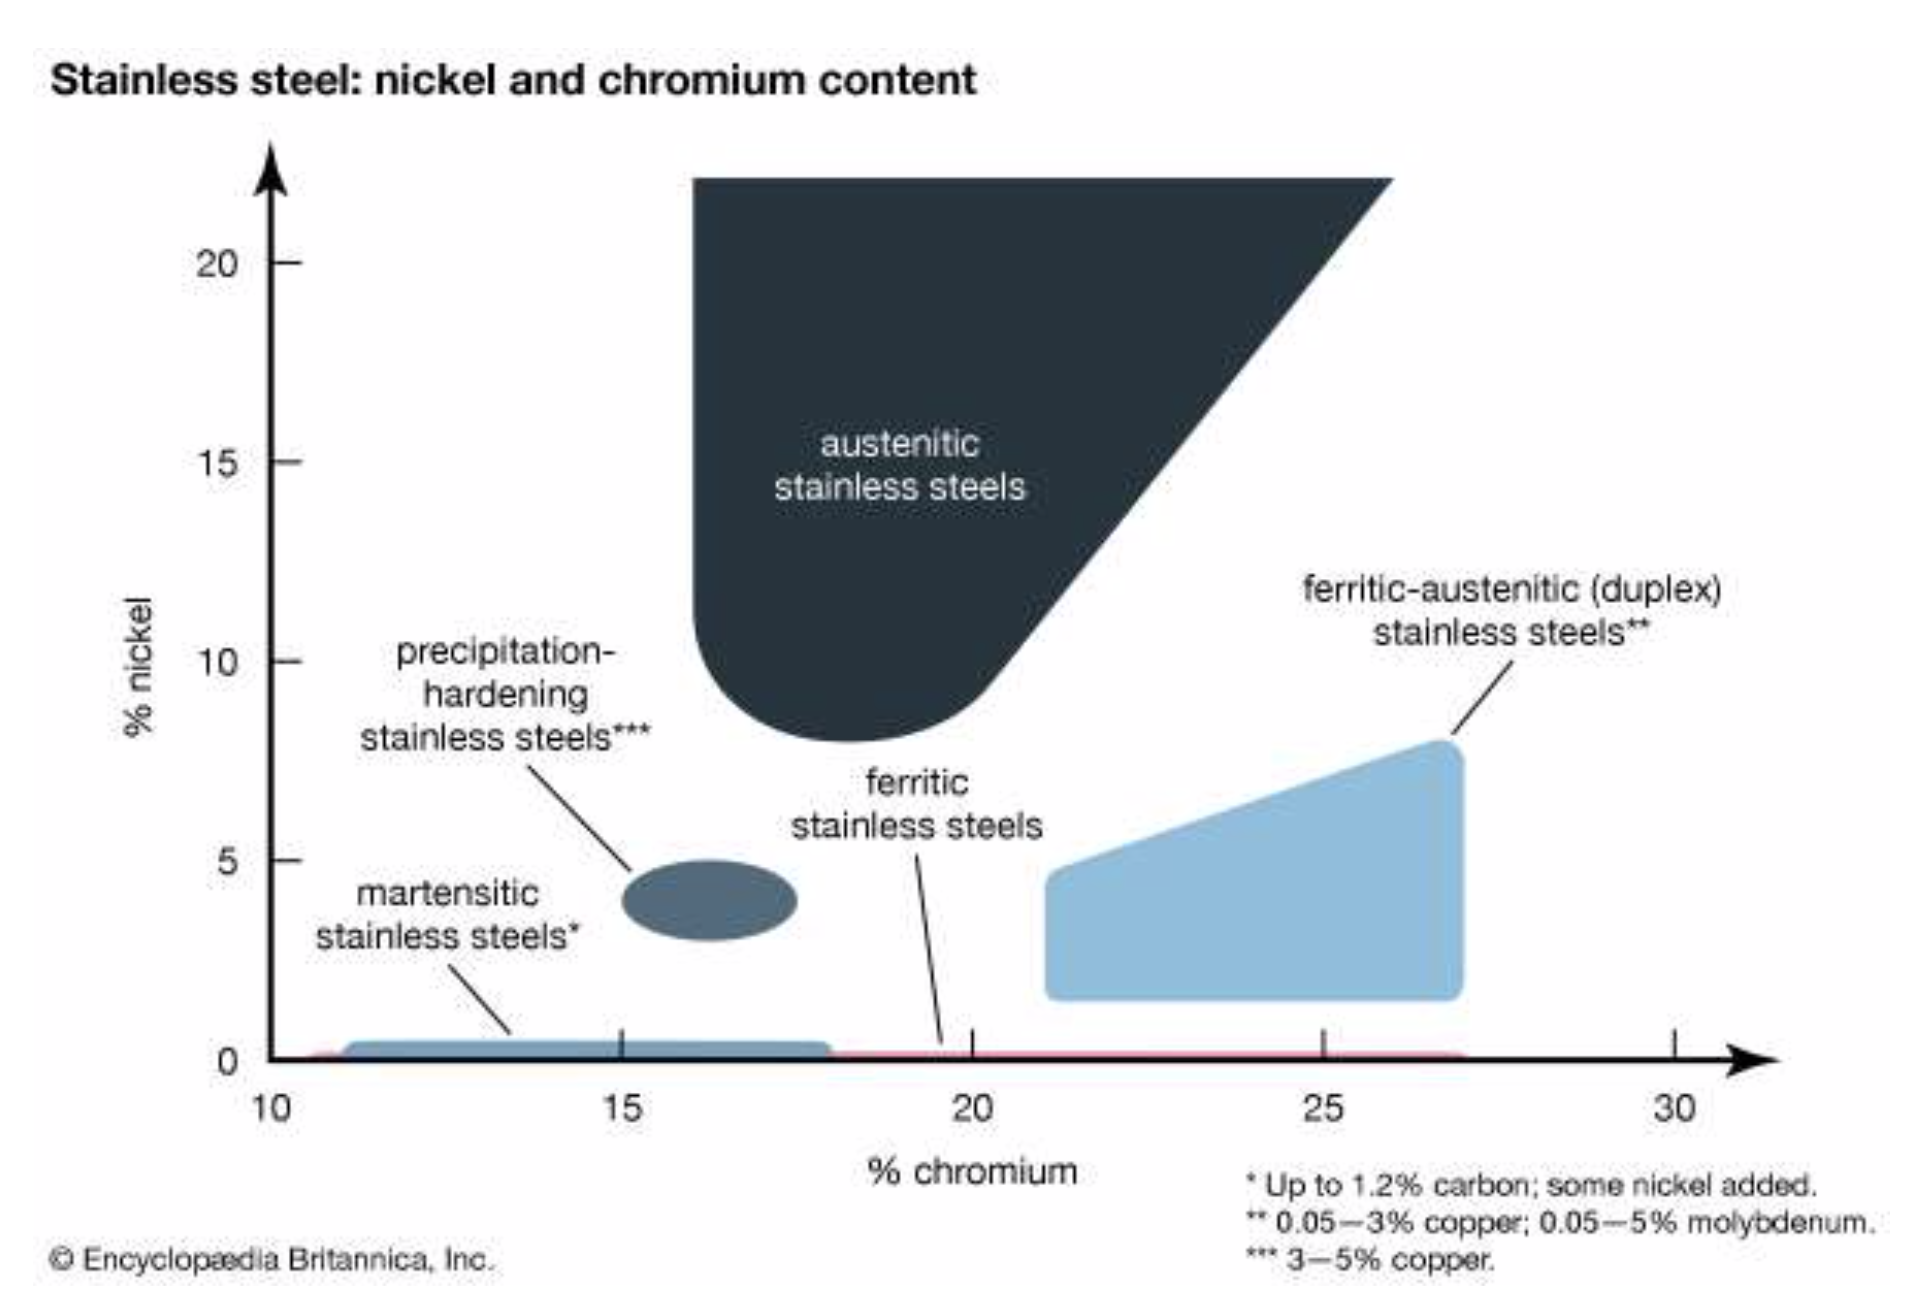 Stainless steel: nickel and chromium content
20
15
10
5
0
% nickel
austenitic
stainless steels
ferritic-austenitic (duplex)
stainless steels**
precipitation-
hardening
stainless steels***
ferritic
stainless steels
martensitic
stainless steels*
10
15
20
25
30
% chromium
* Up to 1.2% carbon; some nickel added.
** 0.05—3% copper; 0.05—5% molybdenum.
*** 3—5% copper.
© Encyclopædia Britannica, Inc.